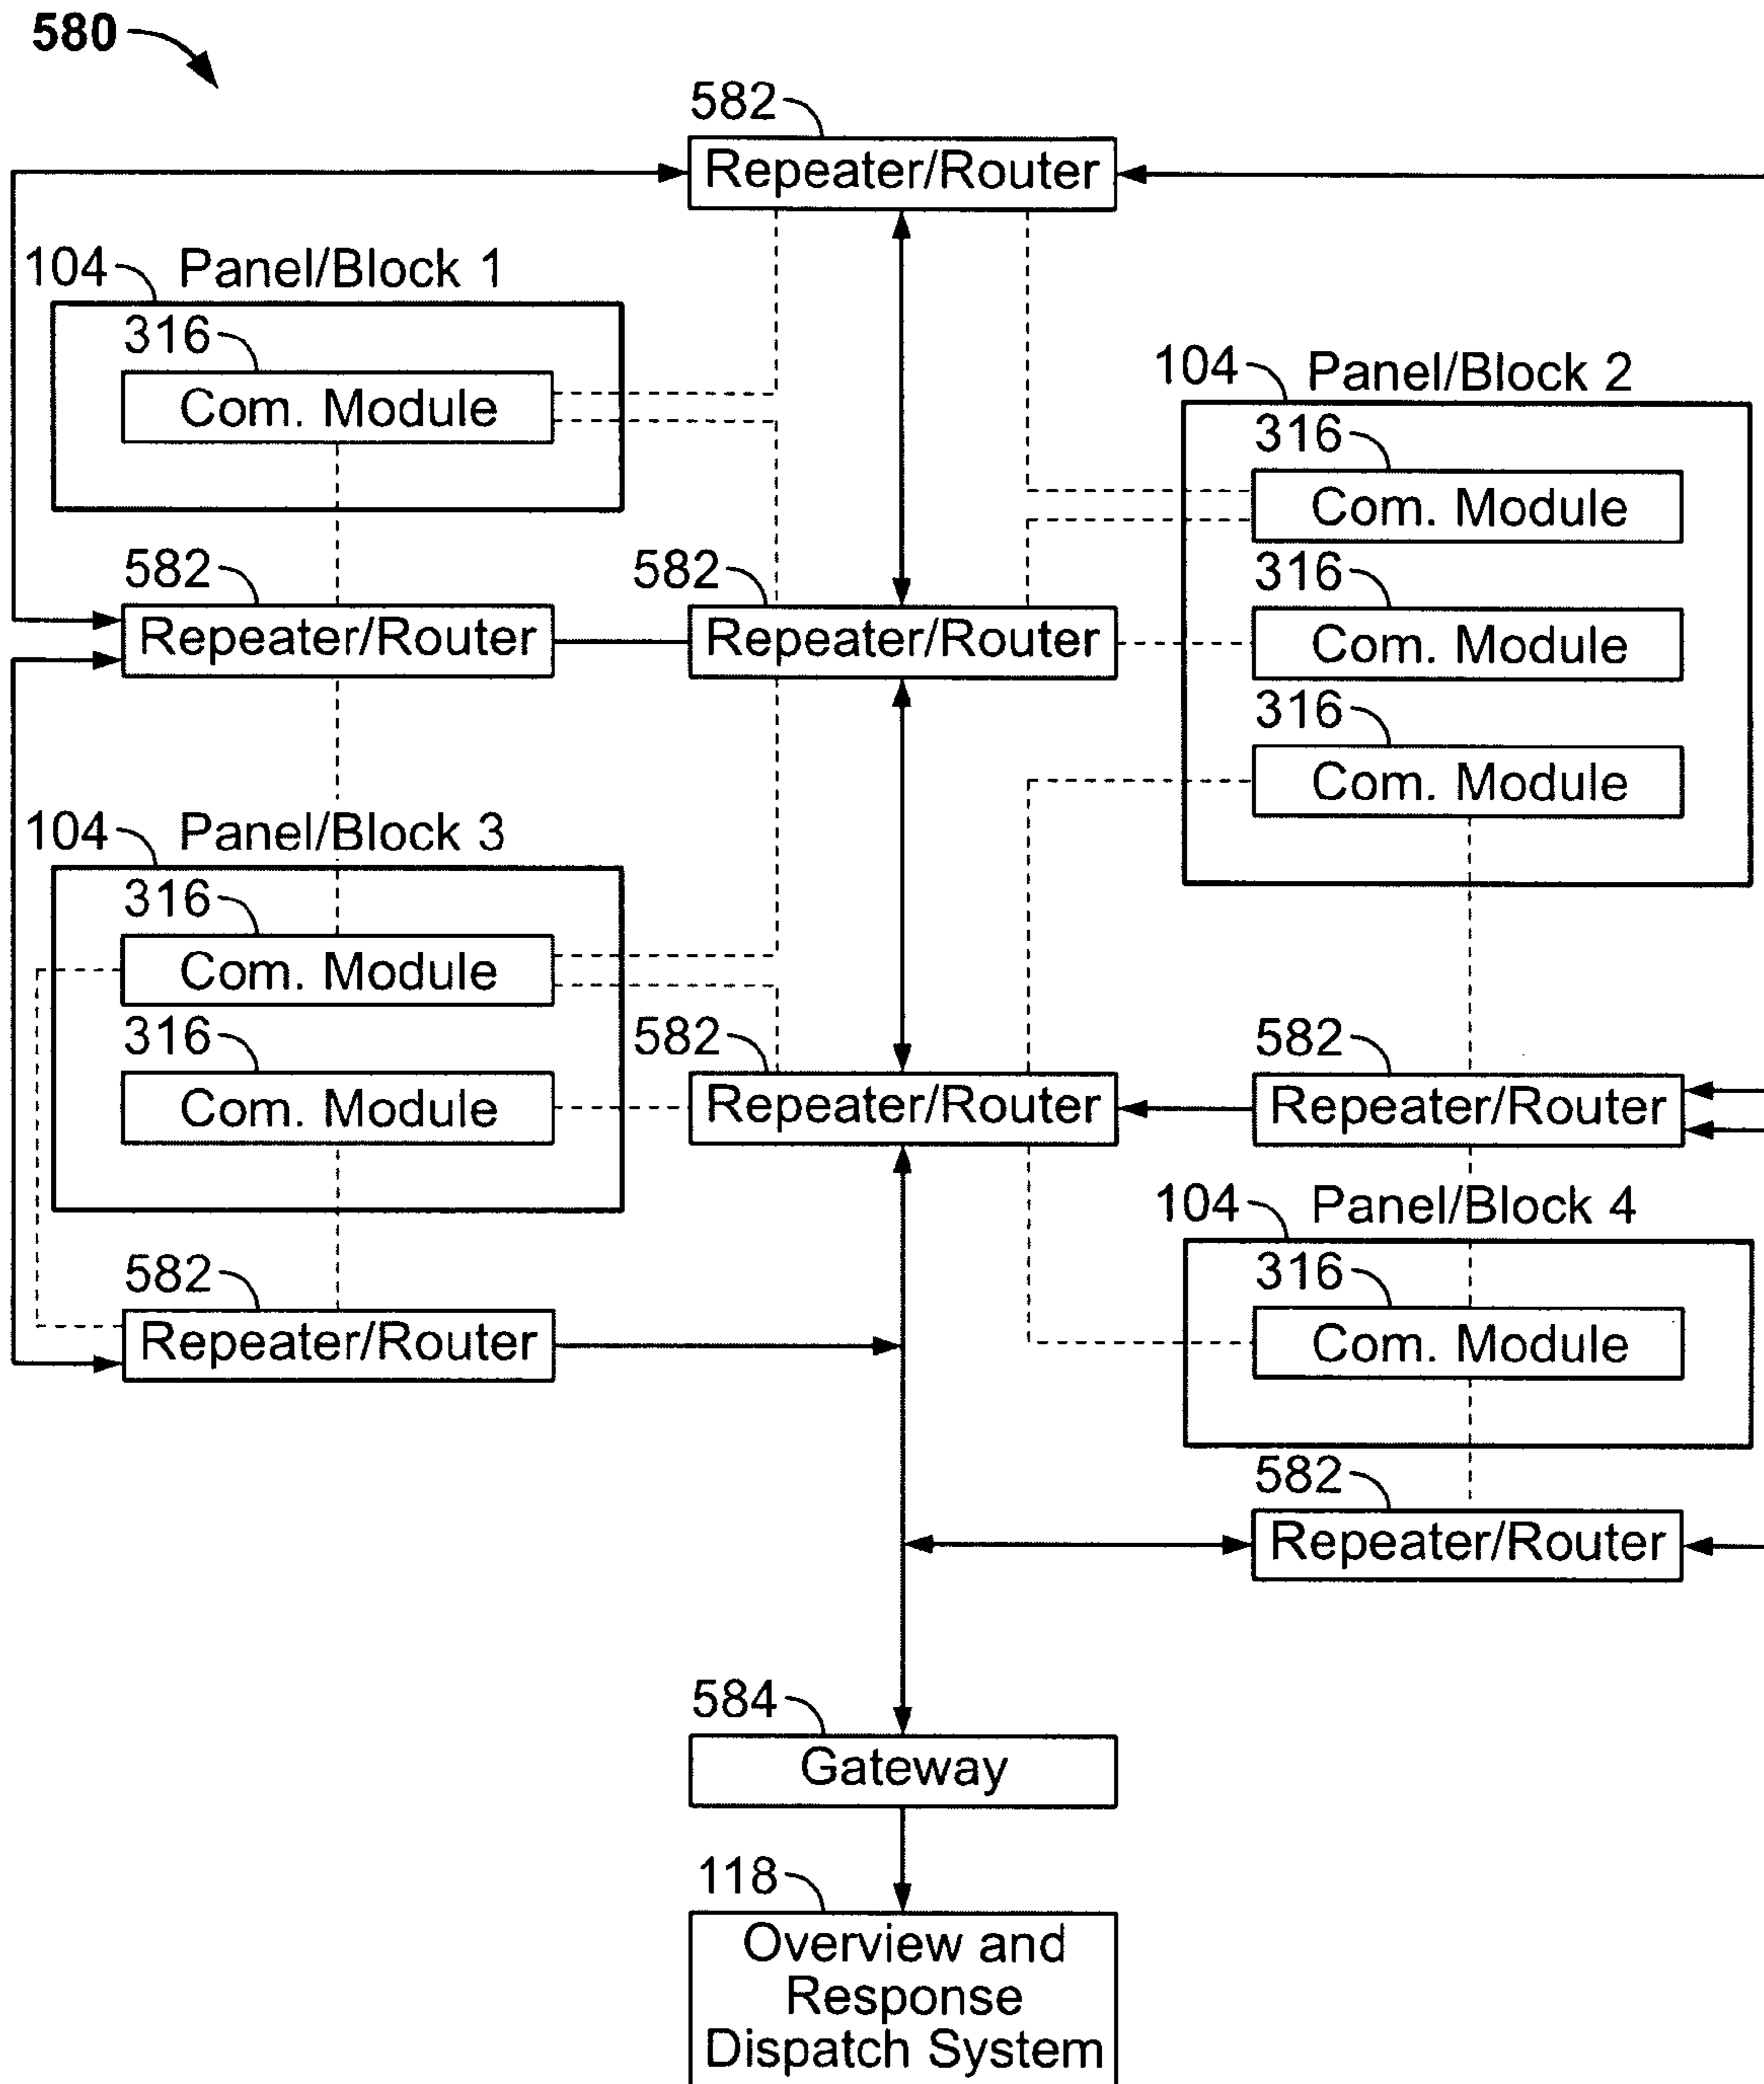 580
582
Repeater/Router
104
Panel/Block 1
316
Com. Module
104
Panel/Block 2
316
Com. Module
316
Com. Module
316
Com. Module
582
Repeater/Router
582
Repeater/Router
104
Panel/Block 3
316
Com. Module
316
Com. Module
582
Repeater/Router
582
Repeater/Router
104
Panel/Block 4
316
Com. Module
582
Repeater/Router
582
Repeater/Router
584
Gateway
118
Overview and
Response
Dispatch System